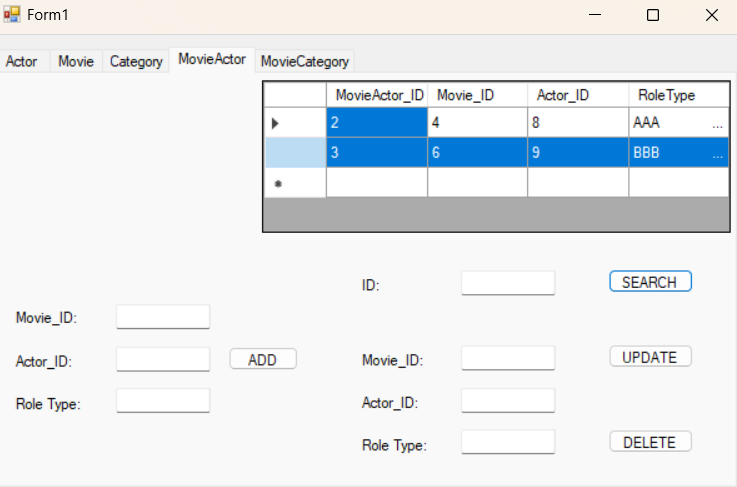 Form1
Actor Movie Category MovieActor MovieCategory
MovieActor_ID Movie_ID Actor_ID RoleType
2 4 8 AAA ...
3 6 9 BBB ...
ID: SEARCH
Movie_ID:
Actor_ID: ADD Movie_ID: UPDATE
Role Type: Actor_ID:
Role Type: DELETE